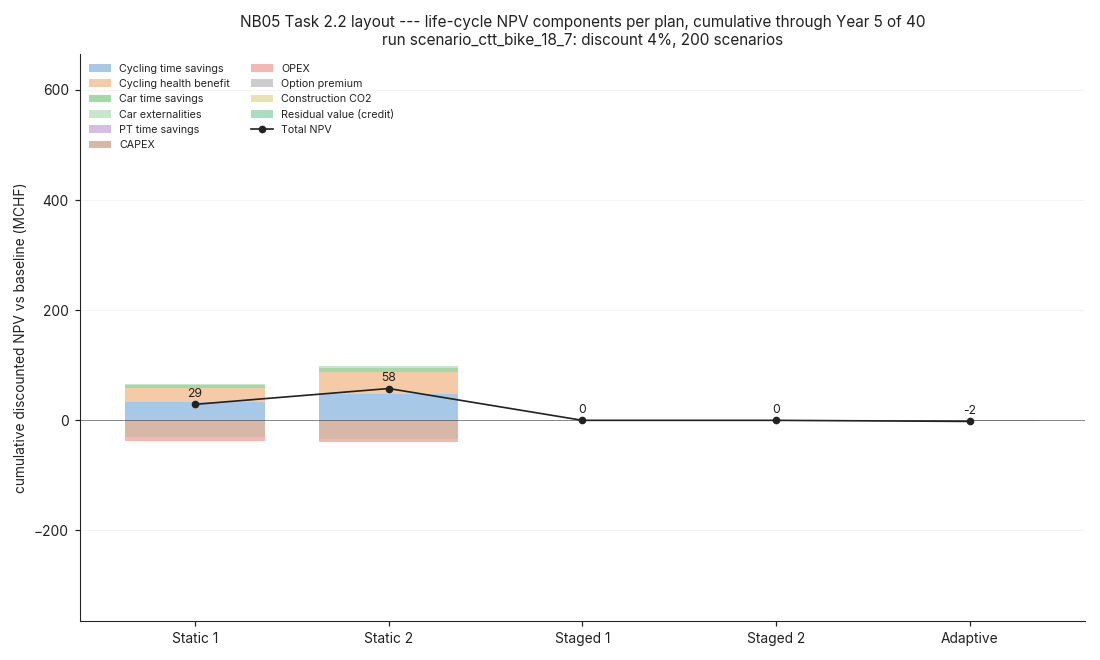 NB05 Task 2.2 layout --- life-cycle NPV components per plan, cumulative through Year 5 of 40
run scenario_ctt_bike_18_7: discount 4%, 200 scenarios
Cycling time savings
Cycling health benefit
Car time savings
Car externalities
PT time savings
CAPEX
OPEX
Option premium
Construction CO2
Residual value (credit)
Total NPV
cumulative discounted NPV vs baseline (MCHF)
600
400
200
0
−200
29
58
0
0
-2
Static 1
Static 2
Staged 1
Staged 2
Adaptive